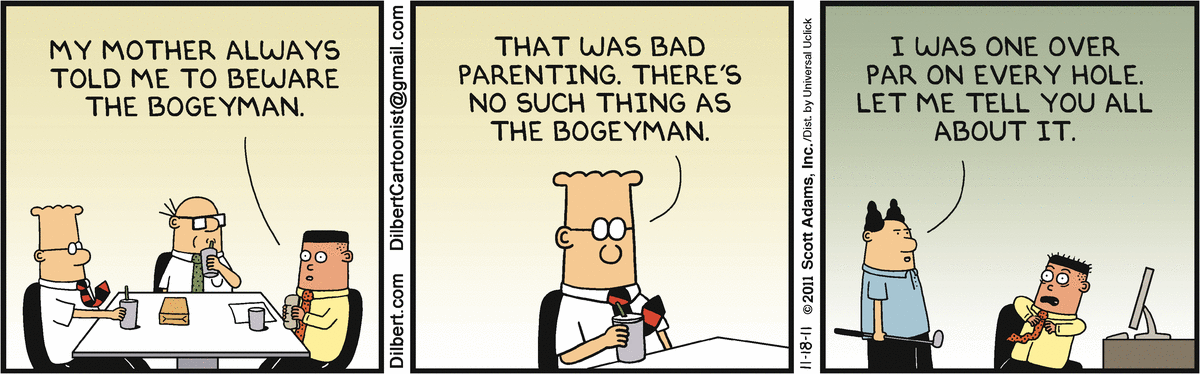 MY MOTHER ALWAYS
TOLD ME TO BEWARE
THE BOGEYMAN.
Dilbert.com DilbertCartoonist@gmail.com
THAT WAS BAD
PARENTING. THERE'S
NO SUCH THING AS
THE BOGEYMAN.
11-18-11 ©2011 Scott Adams, Inc./Dist. by Universal Uclick
I WAS ONE OVER
PAR ON EVERY HOLE.
LET ME TELL YOU ALL
ABOUT IT.